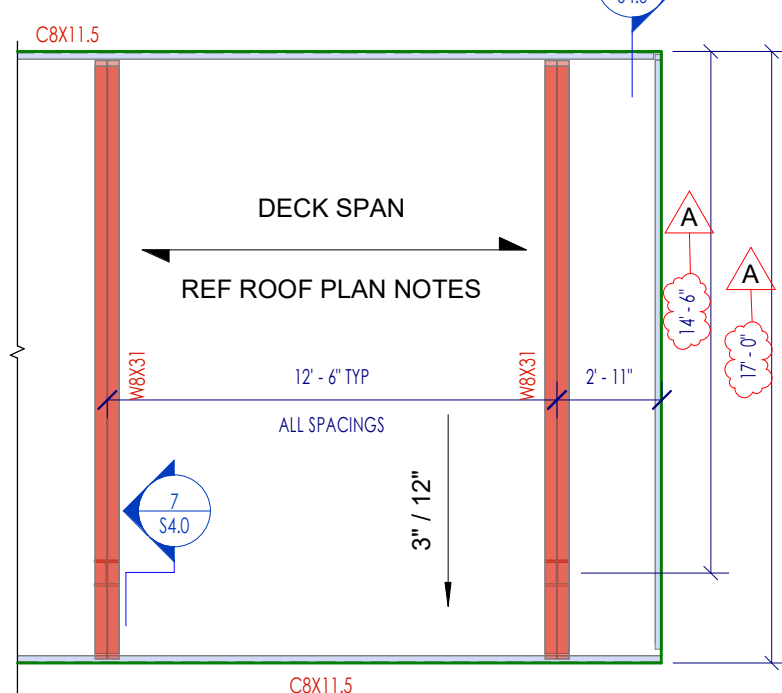 C8X11.5
DECK SPAN
REF ROOF PLAN NOTES
A
14' - 6"
A
17' - 0"
W8X31
12' - 6" TYP
W8X31
2' - 11"
ALL SPACINGS
7
S4.0
3" / 12"
C8X11.5